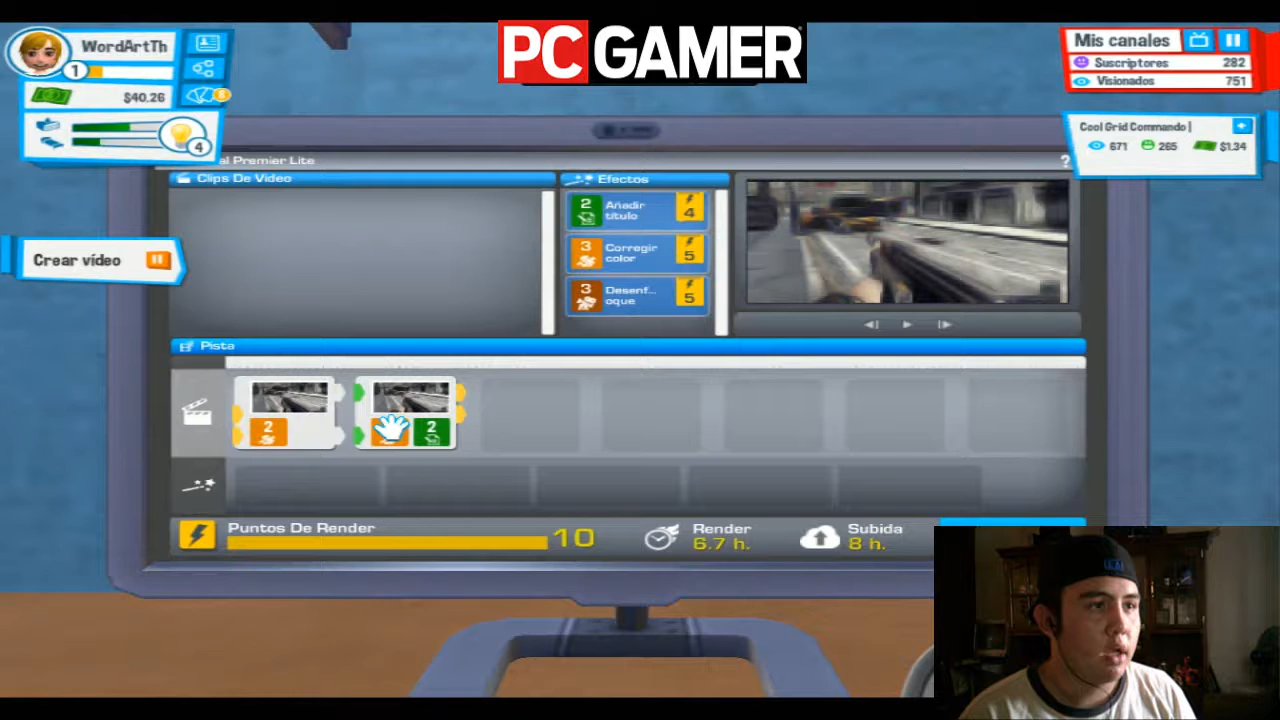 PC GAMER
WordArtTh
1
$40.26
6
4
Mis canales
Suscriptores 282
Visionados 751
Cool Grid Commando |
671 265 $1.34
al Premier Lite
?
Clips De Video
Efectos
2 Añadir título 4
3 Corregir color 5
3 Desenf... oque 5
Crear vídeo
Pista
2
2
Puntos De Render
10
Render
6.7 h.
Subida
8 h.